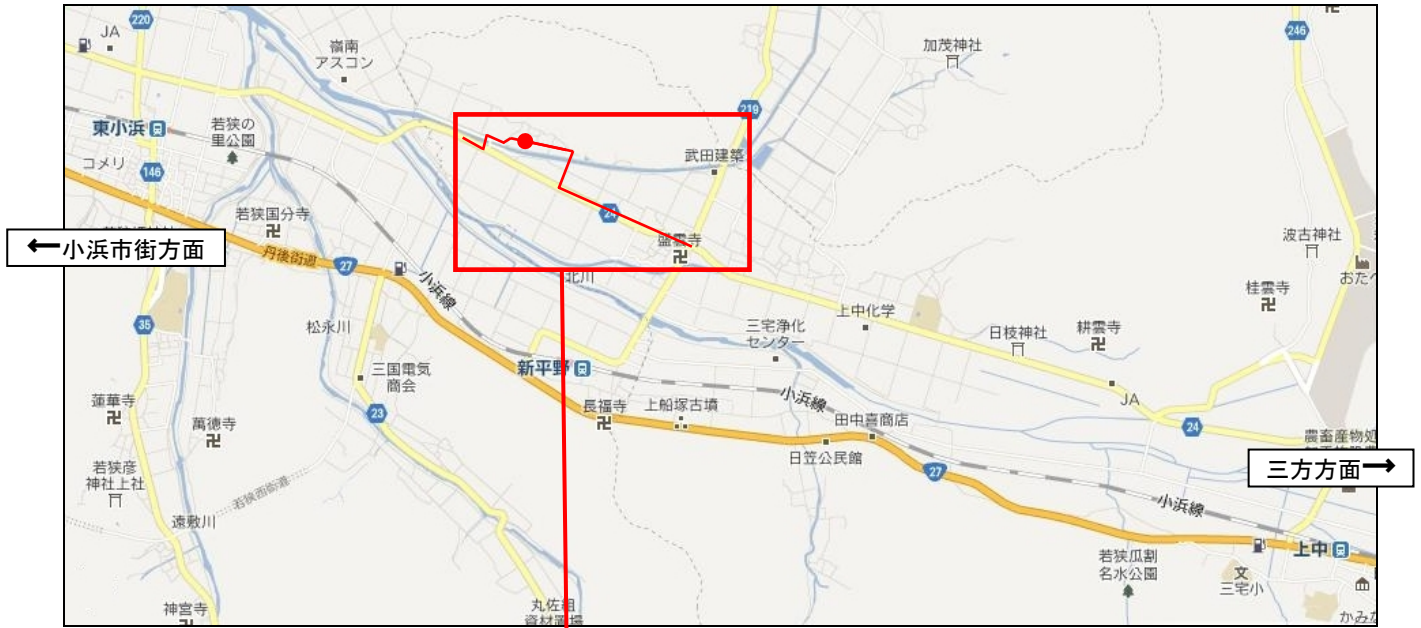 220
JA
嶺南
アスコン
加茂神社
246
219
東小浜
若狭の
里公園
武田建築
コメリ
146
若狭国分寺
24
盛雲寺
波古神社
←小浜市街方面
丹後街道
27
小浜線
北川
おたべ
桂雲寺
35
松永川
三宅浄化
センター
上中化学
日枝神社
耕雲寺
三国電気
商会
新平野
小浜線
蓮華寺
萬徳寺
23
長福寺
上船塚古墳
田中喜商店
JA
24
農畜産物処
日笠公民館
27
三方方面→
若狭彦
神社上社
若狭西街道
遠敷川
小浜線
上中
若狭瓜割
名水公園
文
三宅小
神宮寺
丸佐組
資材置場
かみな